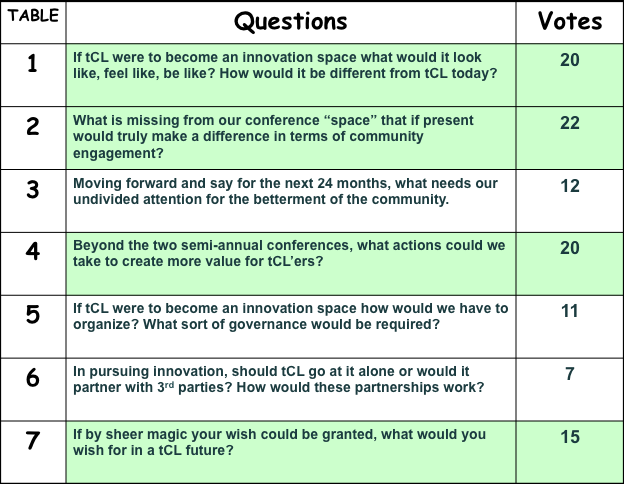 TABLE Questions Votes
1 If tCL were to become an innovation space what would it look 20
like, feel like, be like? How would it be different from tCL today?
2 What is missing from our conference “space” that if present 22
would truly make a difference in terms of community
engagement?
3 Moving forward and say for the next 24 months, what needs our 12
undivided attention for the betterment of the community.
4 Beyond the two semi-annual conferences, what actions could we 20
take to create more value for tCL’ers?
5 If tCL were to become an innovation space how would we have to 11
organize? What sort of governance would be required?
6 In pursuing innovation, should tCL go at it alone or would it 7
partner with 3rd parties? How would these partnerships work?
7 If by sheer magic your wish could be granted, what would you 15
wish for in a tCL future?